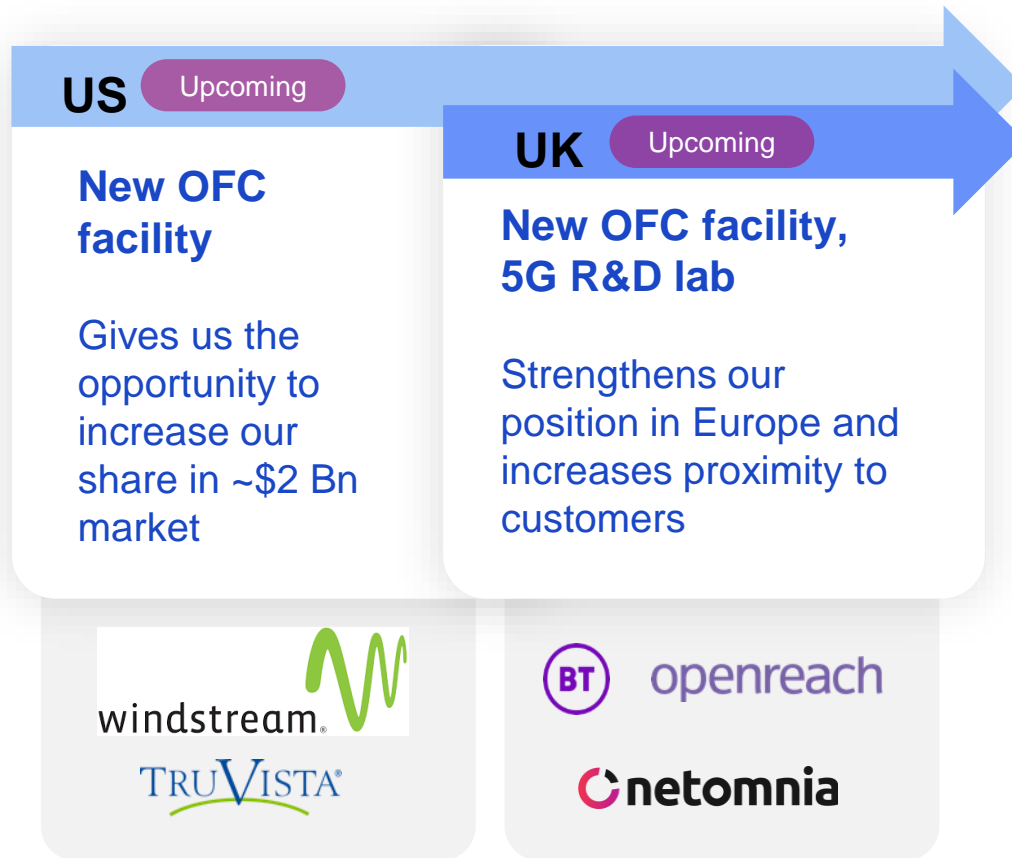 US
Upcoming
New OFC
facility
Gives us the
opportunity to
increase our
share in ~$2 Bn
market
windstream.®
TRUVISTA®
UK
Upcoming
New OFC facility,
5G R&D lab
Strengthens our
position in Europe and
increases proximity to
customers
BT
openreach
netomnia